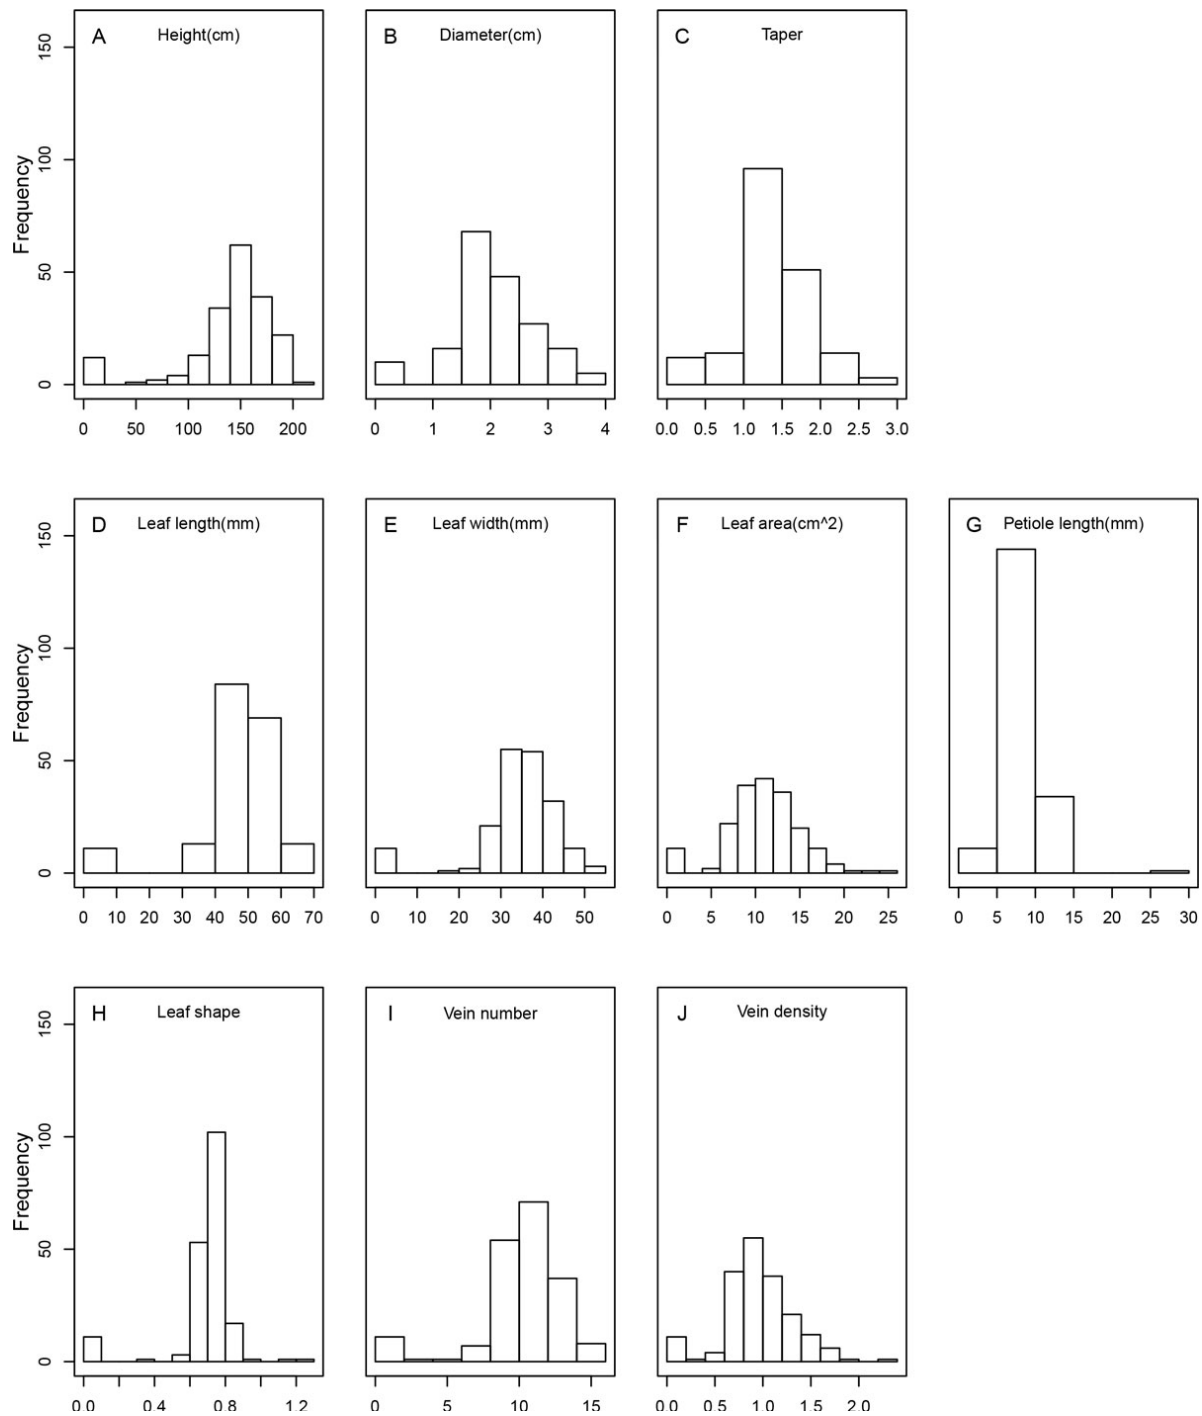 A Height(cm) B Diameter(cm) C Taper
150
100
50
0
Frequency
0 50 100 150 200 0 1 2 3 4 0.0 0.5 1.0 1.5 2.0 2.5 3.0
D Leaf length(mm) E Leaf width(mm) F Leaf area(cm^2) G Petiole length(mm)
150
100
50
0
Frequency
0 10 20 30 40 50 60 70 0 10 20 30 40 50 0 5 10 15 20 25 0 5 10 15 20 25 30
H Leaf shape I Vein number J Vein density
150
100
50
0
Frequency
0.0 0.4 0.8 1.2 0 5 10 15 0.0 0.5 1.0 1.5 2.0